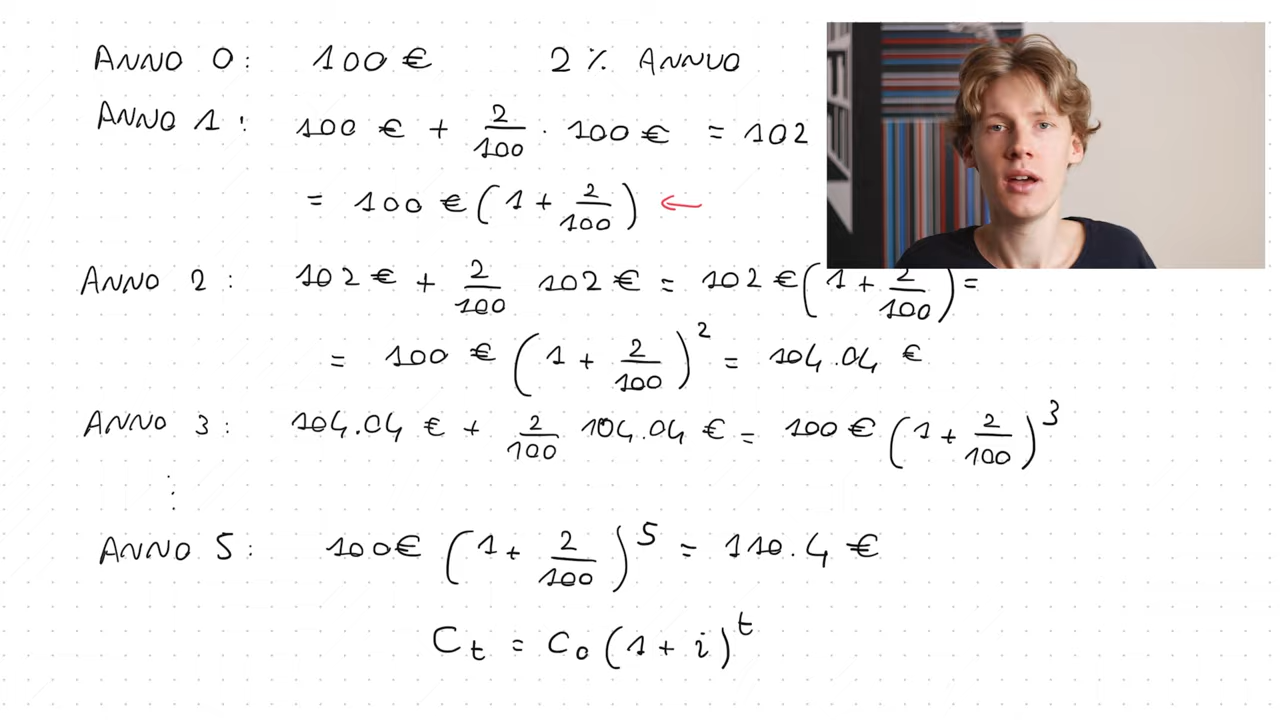 ANNO 0: 100 € 2 % ANNUO
ANNO 1: 100 € + 2/100 · 100 € = 102
= 100 € (1 + 2/100) ←
ANNO 2: 102 € + 2/100 102 € = 102 € (1 + 2/100) =
= 100 € (1 + 2/100)² = 104.04 €
ANNO 3: 104.04 € + 2/100 104.04 € = 100 € (1 + 2/100)³
⋮
ANNO 5: 100 € (1 + 2/100)⁵ = 110.4 €
Cₜ = C₀ (1 + i)ᵗ